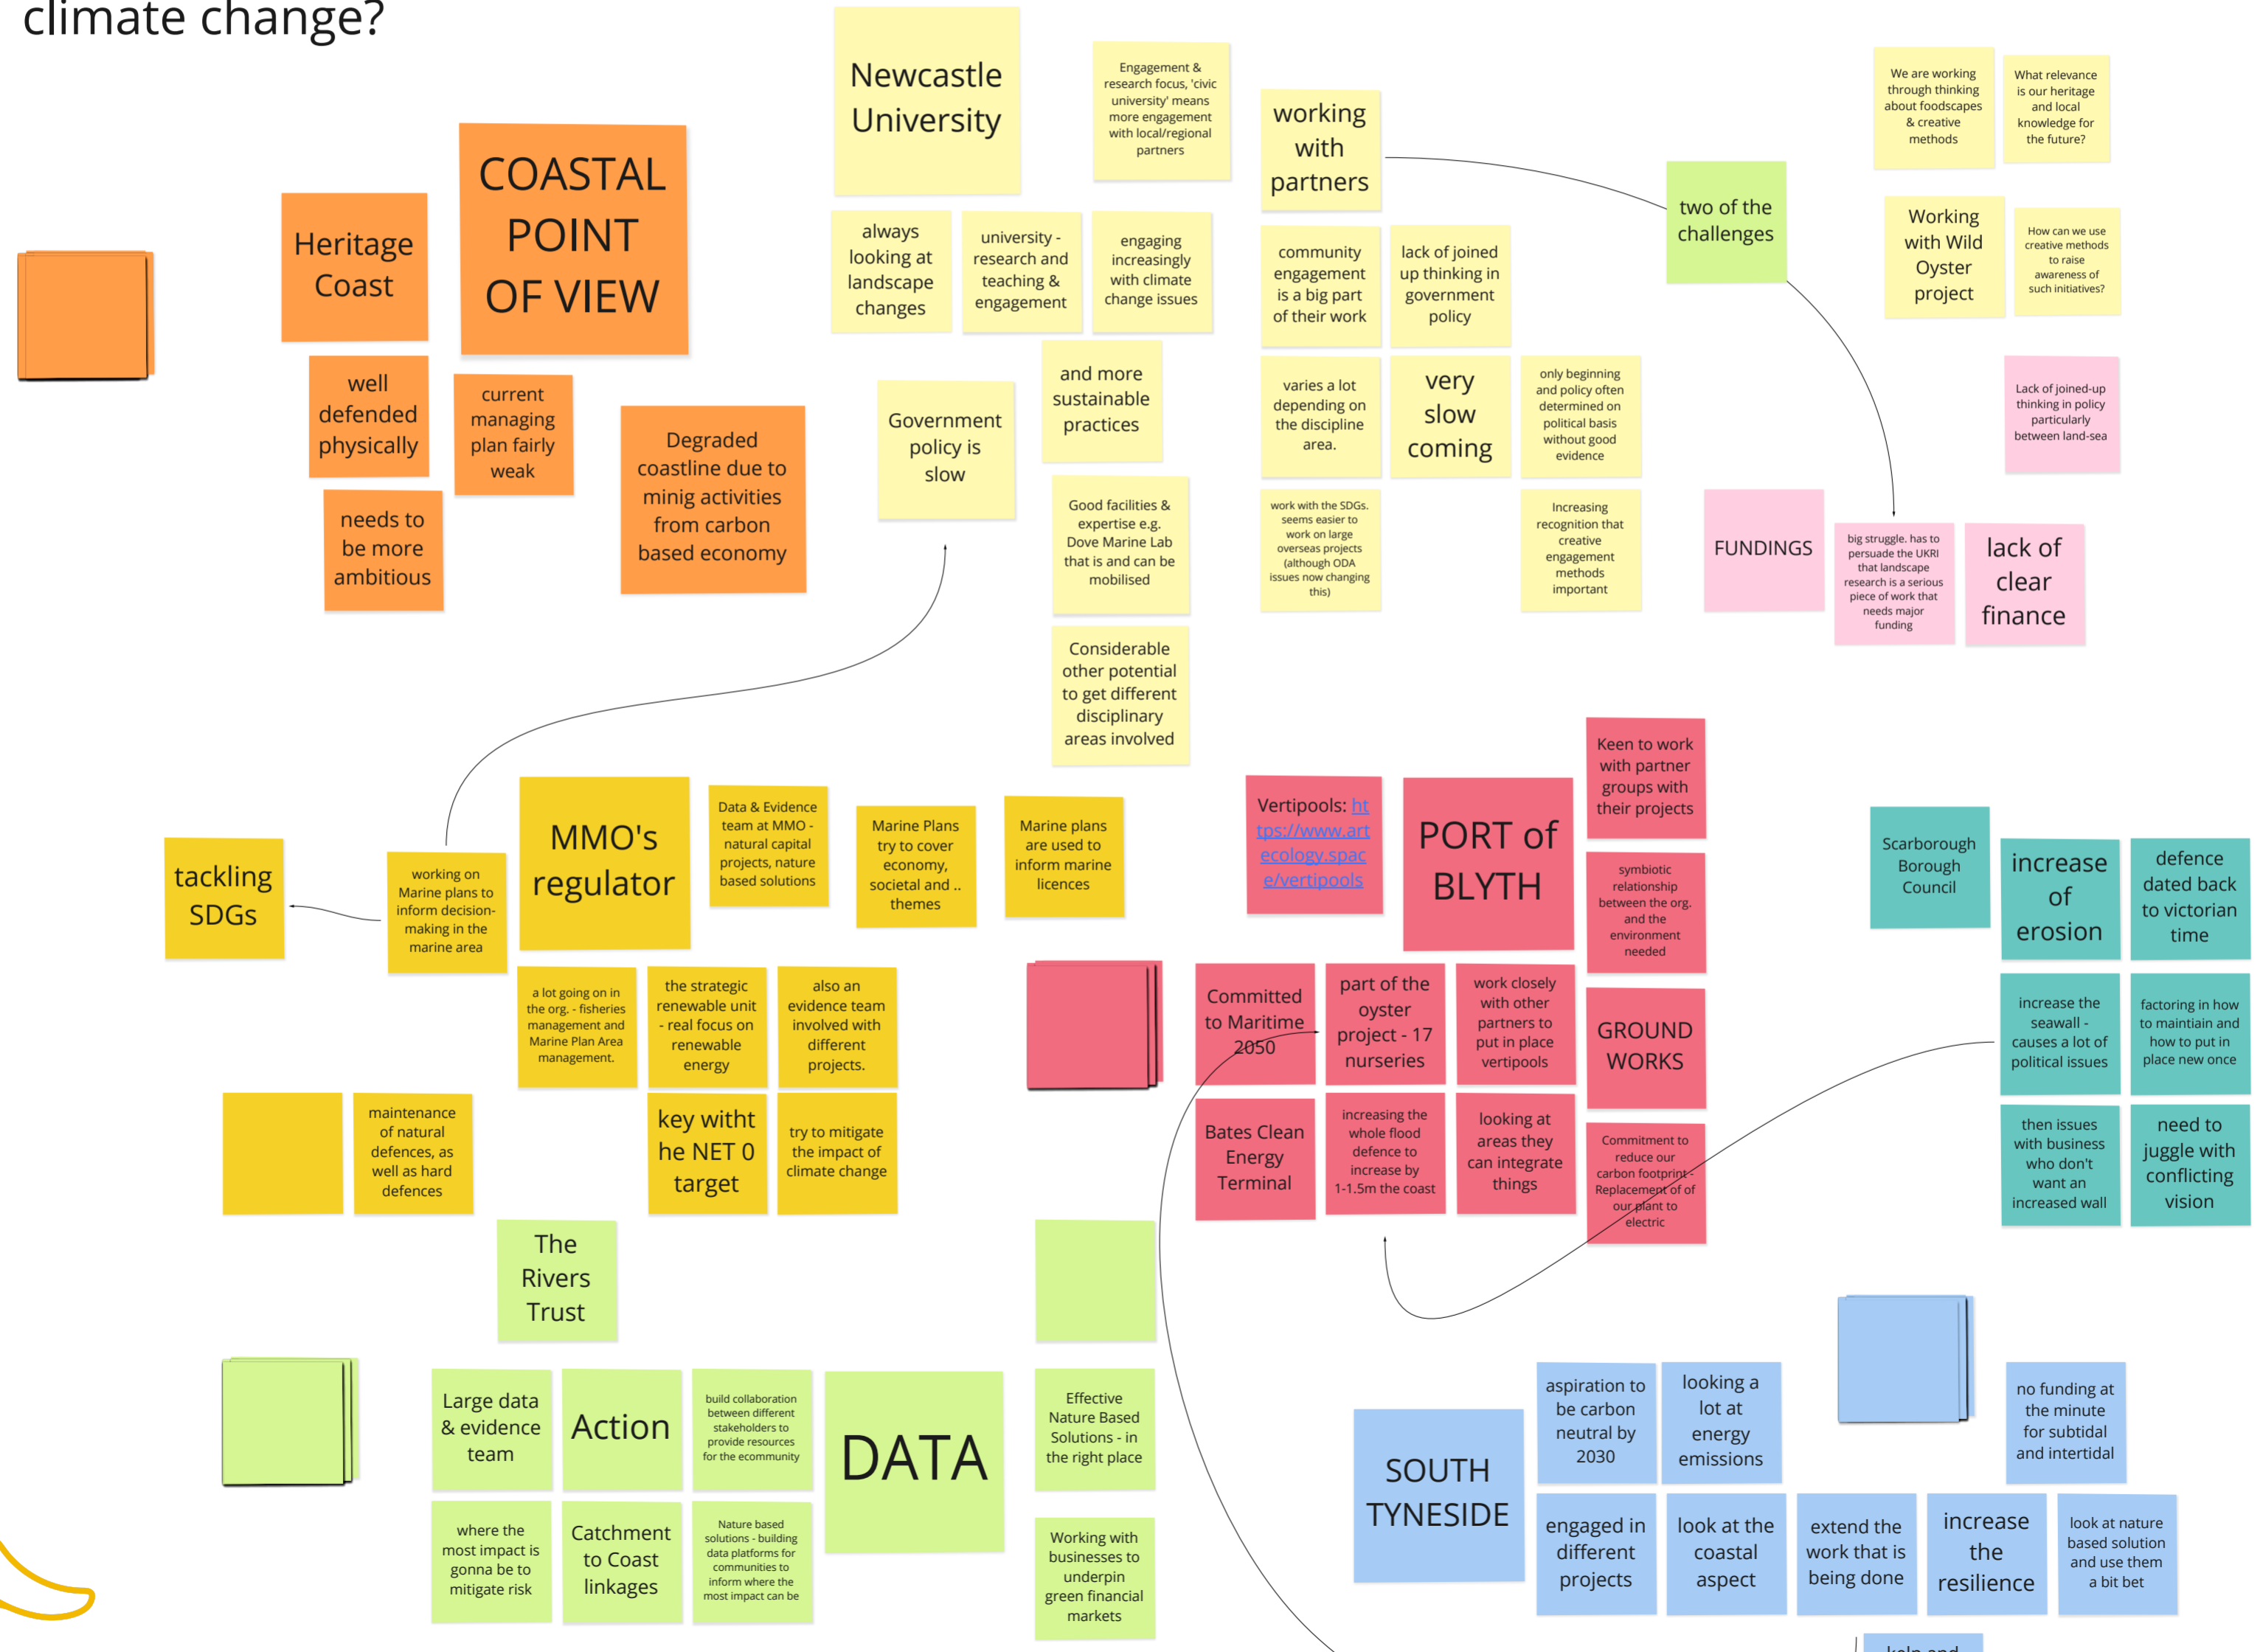 climate change?
Newcastle
University
Engagement &
research focus, 'civic
university' means
more engagement
with local/regional
partners
working
with
partners
two of the
challenges
We are working
through thinking
about foodscapes
& creative
methods
What relevance
is our heritage
and local
knowledge for
the future?
Working
with Wild
Oyster
project
How can we use
creative methods
to raise
awareness of
such initiatives?
COASTAL
POINT
OF VIEW
Heritage
Coast
well
defended
physically
current
managing
plan fairly
weak
needs to
be more
ambitious
Degraded
coastline due to
minig activities
from carbon
based economy
always
looking at
landscape
changes
university -
research and
teaching &
engagement
engaging
increasingly
with climate
change issues
Government
policy is
slow
and more
sustainable
practices
Good facilities &
expertise e.g.
Dove Marine Lab
that is and can be
mobilised
Considerable
other potential
to get different
disciplinary
areas involved
community
engagement
is a big part
of their work
lack of joined
up thinking in
government
policy
varies a lot
depending on
the discipline
area.
very
slow
coming
only beginning
and policy often
determined on
political basis
without good
evidence
work with the SDGs.
seems easier to
work on large
overseas projects
(although ODA
issues now changing
this)
Increasing
recognition that
creative
engagement
methods
important
Lack of joined-up
thinking in policy
particularly
between land-sea
FUNDINGS
big struggle. has to
persuade the UKRI
that landscape
research is a serious
piece of work that
needs major
funding
lack of
clear
finance
tackling
SDGs
working on
Marine plans to
inform decision-
making in the
marine area
MMO's
regulator
Data & Evidence
team at MMO -
natural capital
projects, nature
based solutions
Marine Plans
try to cover
economy,
societal and ..
themes
Marine plans
are used to
inform marine
licences
a lot going on in
the org. - fisheries
management and
Marine Plan Area
management.
the strategic
renewable unit
- real focus on
renewable
energy
also an
evidence team
involved with
different
projects.
maintenance
of natural
defences, as
well as hard
defences
key witht
he NET 0
target
try to mitigate
the impact of
climate change
Vertipools: ht
tps://www.art
ecology.spac
e/vertipools
PORT of
BLYTH
Keen to work
with partner
groups with
their projects
symbiotic
relationship
between the org.
and the
environment
needed
Committed
to Maritime
2050
part of the
oyster
project - 17
nurseries
work closely
with other
partners to
put in place
vertipools
GROUND
WORKS
Bates Clean
Energy
Terminal
increasing the
whole flood
defence to
increase by
1-1.5m the coast
looking at
areas they
can integrate
things
Commitment to
reduce our
carbon footprint -
Replacement of of
our plant to
electric
Scarborough
Borough
Council
increase
of
erosion
defence
dated back
to victorian
time
increase the
seawall -
causes a lot of
political issues
factoring in how
to maintiain and
how to put in
place new once
then issues
with business
who don't
want an
increased wall
need to
juggle with
conflicting
vision
The
Rivers
Trust
Large data
& evidence
team
Action
build collaboration
between different
stakeholders to
provide resources
for the ecommunity
DATA
Effective
Nature Based
Solutions - in
the right place
where the
most impact is
gonna be to
mitigate risk
Catchment
to Coast
linkages
Nature based
solutions - building
data platforms for
communities to
inform where the
most impact can be
Working with
businesses to
underpin
green financial
markets
SOUTH
TYNESIDE
aspiration to
be carbon
neutral by
2030
looking a
lot at
energy
emissions
no funding at
the minute
for subtidal
and intertidal
engaged in
different
projects
look at the
coastal
aspect
extend the
work that is
being done
increase
the
resilience
look at nature
based solution
and use them
a bit bet
kelp and